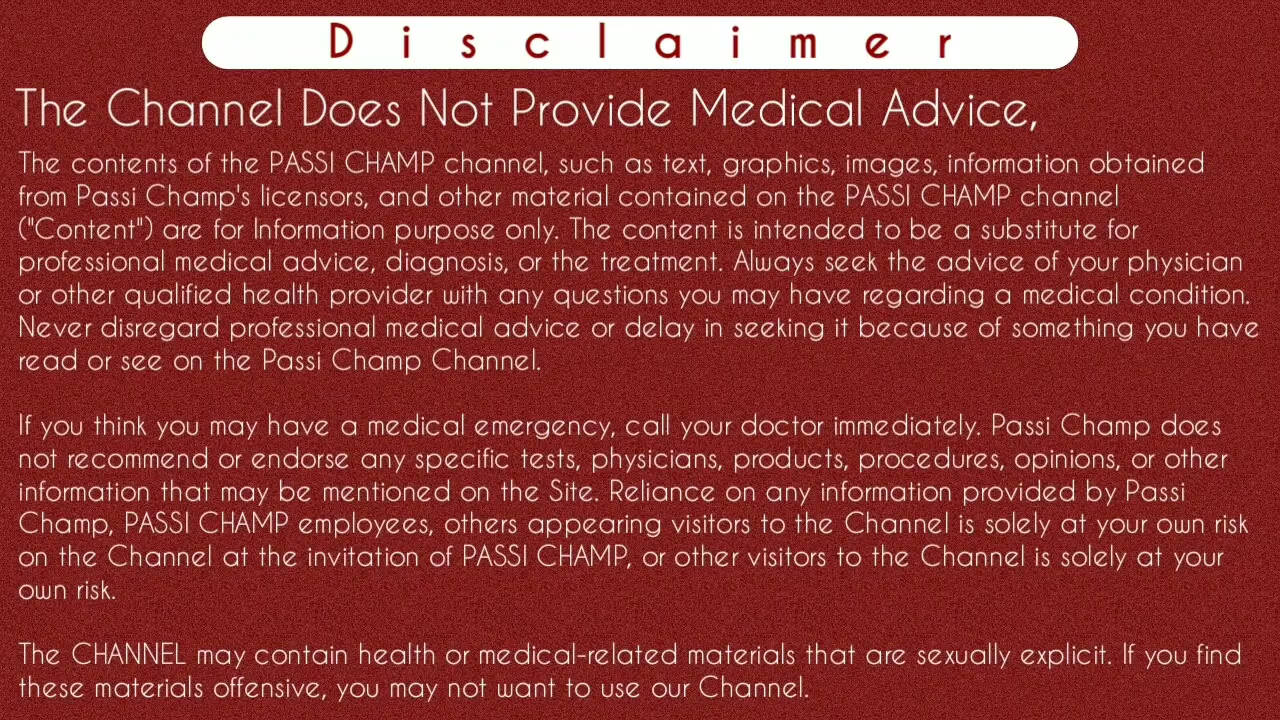 Disclaimer
The Channel Does Not Provide Medical Advice,
The contents of the PASSI CHAMP channel, such as text, graphics, images, information obtained
from Passi Champ's licensors, and other material contained on the PASSI CHAMP channel
("Content") are for Information purpose only. The content is intended to be a substitute for
professional medical advice, diagnosis, or the treatment. Always seek the advice of your physician
or other qualified health provider with any questions you may have regarding a medical condition.
Never disregard professional medical advice or delay in seeking it because of something you have
read or see on the Passi Champ Channel.
If you think you may have a medical emergency, call your doctor immediately. Passi Champ does
not recommend or endorse any specific tests, physicians, products, procedures, opinions, or other
information that may be mentioned on the Site. Reliance on any information provided by Passi
Champ, PASSI CHAMP employees, others appearing visitors to the Channel is solely at your own risk
on the Channel at the invitation of PASSI CHAMP, or other visitors to the Channel is solely at your
own risk.
The CHANNEL may contain health or medical-related materials that are sexually explicit. If you find
these materials offensive, you may not want to use our Channel.